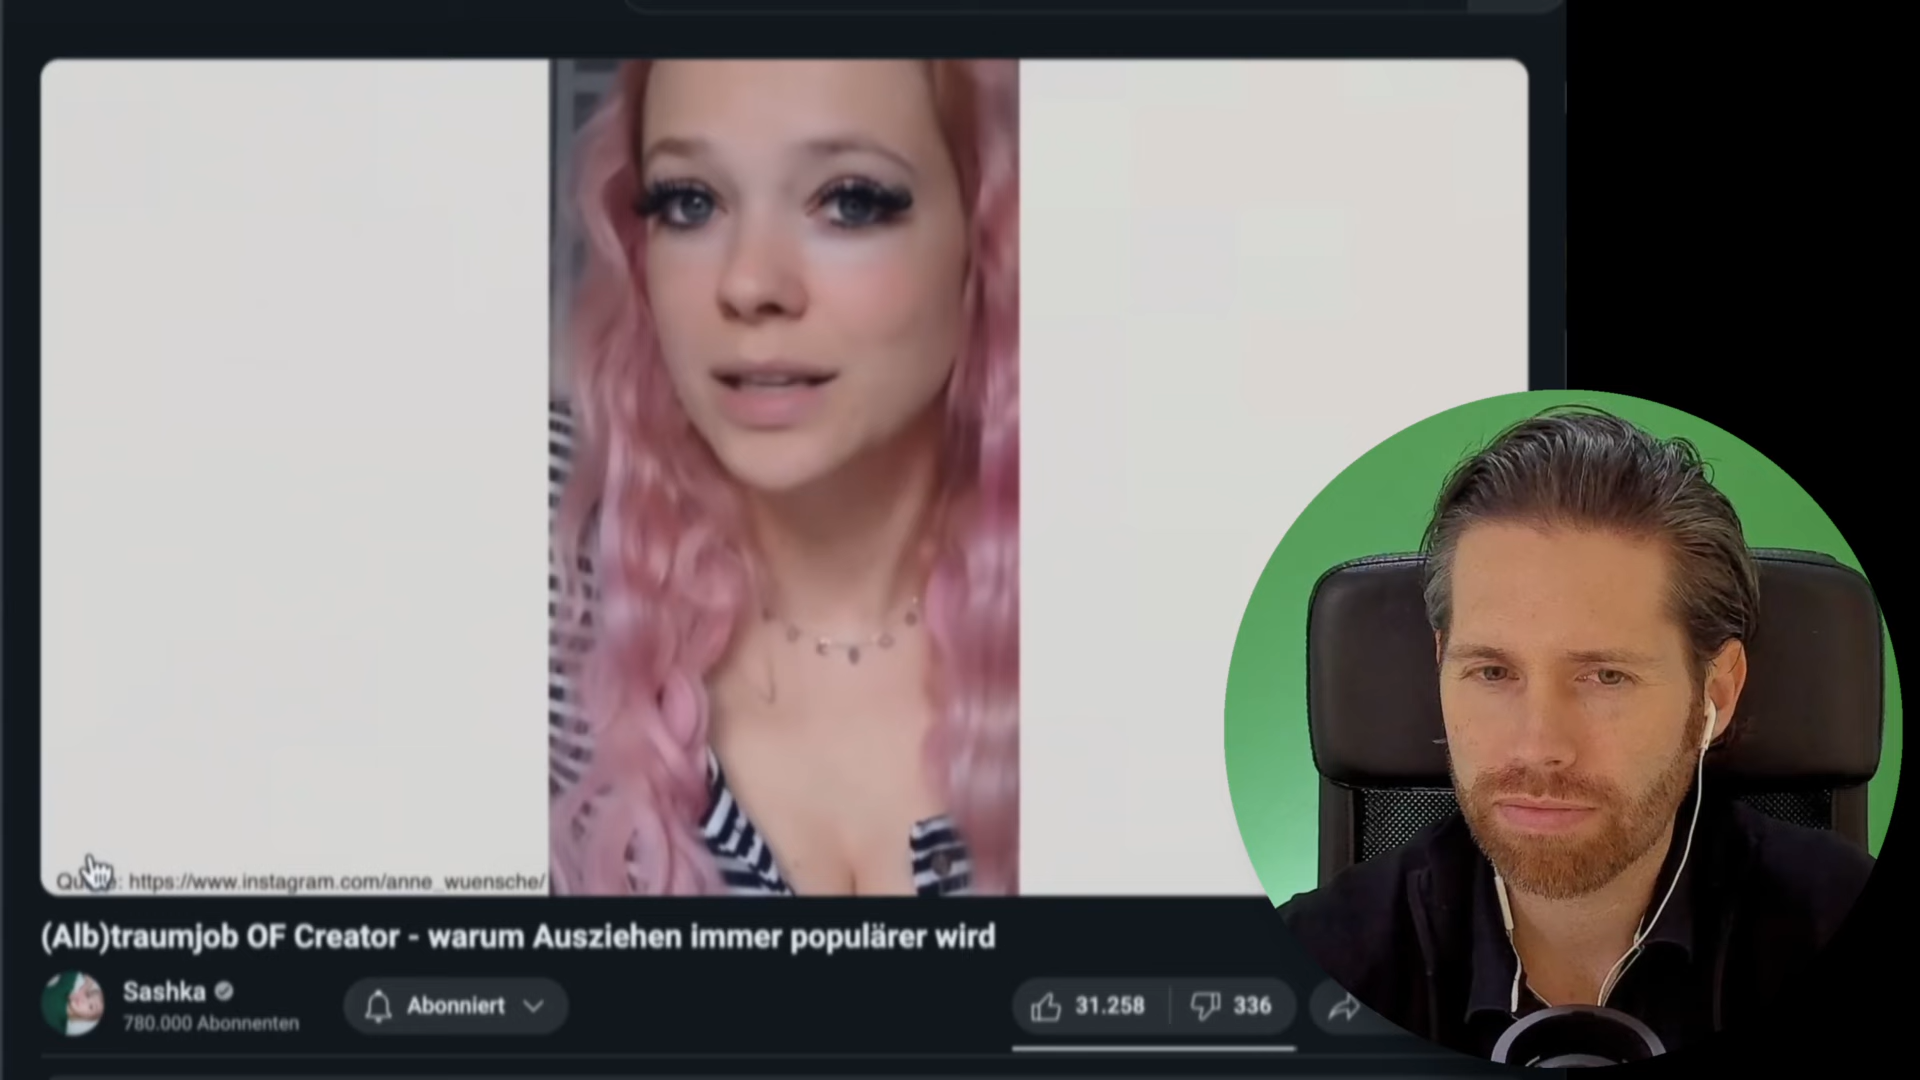 https://www.instagram.com/anne_wuensche/
(Alb)traumjob OF Creator - warum Ausziehen immer populärer wird
Sashka
780.000 Abonnenten
Abonniert
31.258
336